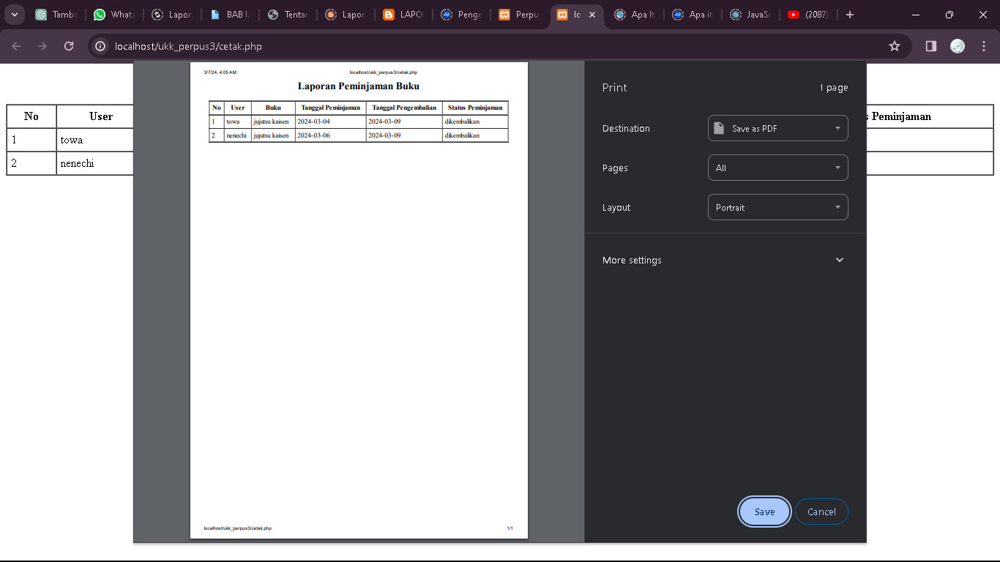 Tamba
Whats
Lapor
BAB I.
Tentar
Lapor
LAPO
Penge
Perpu
lo
Apa It
Apa it
JavaSc
(2087)
localhost/ukk_perpus3/cetak.php
No User s Peminjaman
1 towa
2 nenechi
3/7/24, 4:05 AM localhost/ukk_perpus3/cetak.php
Laporan Peminjaman Buku
No User Buku Tanggal Peminjaman Tanggal Pengembalian Status Peminjaman
1 towa jujutsu kaisen 2024-03-04 2024-03-09 dikembalikan
2 nenechi jujutsu kaisen 2024-03-06 2024-03-09 dikembalikan
localhost/ukk_perpus3/cetak.php 1/1
Print 1 page
Destination Save as PDF
Pages All
Layout Portrait
More settings
Save Cancel